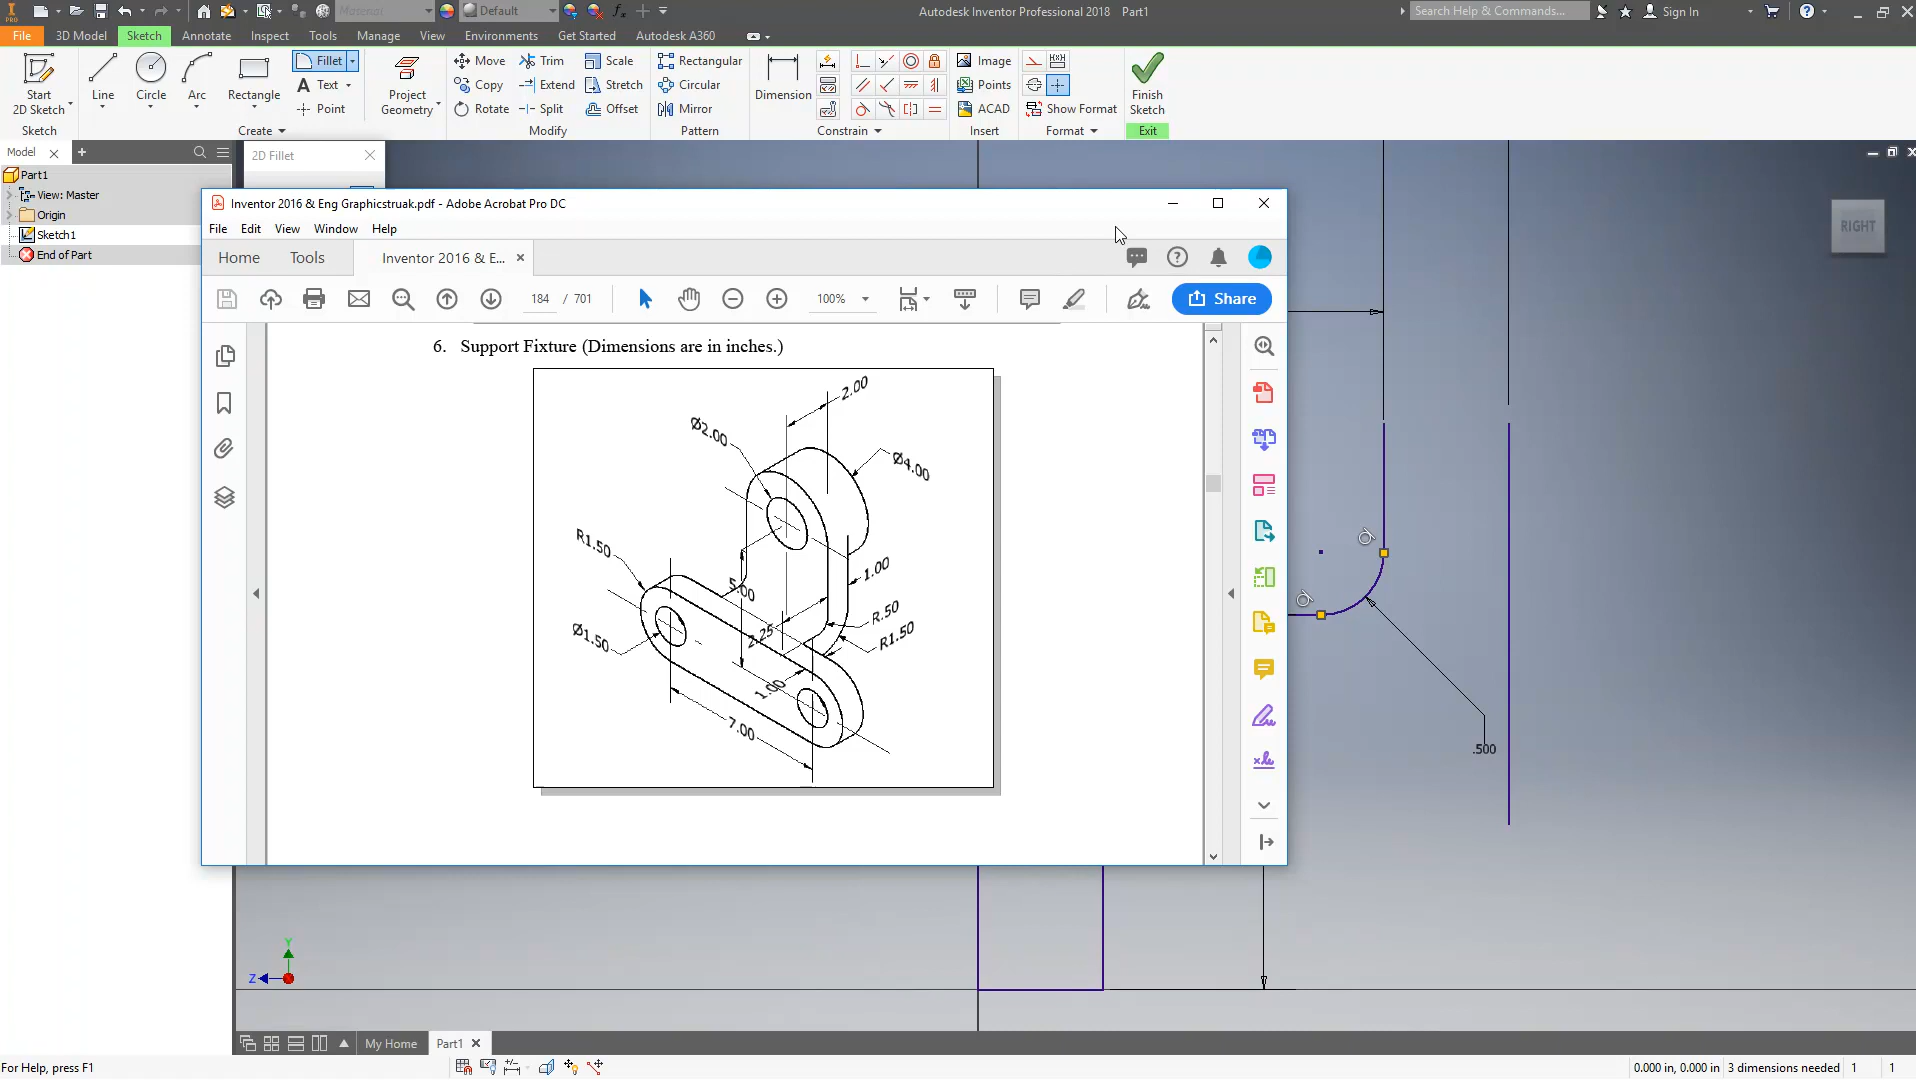 Material
Default
Autodesk Inventor Professional 2018 Part1
Search Help & Commands...
Sign In
I
PRO
File 3D Model Sketch Annotate Inspect Tools Manage View Environments Get Started Autodesk A360
Start
2D Sketch
Line
Circle
Arc
Rectangle
Fillet
Text
Point
Project
Geometry
Move
Copy
Rotate
Trim
Extend
Split
Scale
Stretch
Offset
Rectangular
Circular
Mirror
Dimension
Image
Points
ACAD
Show Format
Finish
Sketch
Sketch Create Modify Pattern Constrain Insert Format Exit
Model
2D Fillet
Part1
View: Master
Origin
Sketch1
End of Part
RIGHT
Inventor 2016 & Eng Graphicstruak.pdf - Adobe Acrobat Pro DC
File Edit View Window Help
Home Tools Inventor 2016 & E...
184 / 701
100%
Share
6. Support Fixture (Dimensions are in inches.)
2.00
Ø2.00
Ø4.00
R1.50
1.00
5.00
R.50
2.25
R1.50
Ø1.50
1.00
7.00
.500
Y
Z
My Home Part1
For Help, press F1
0.000 in, 0.000 in 3 dimensions needed 1 1